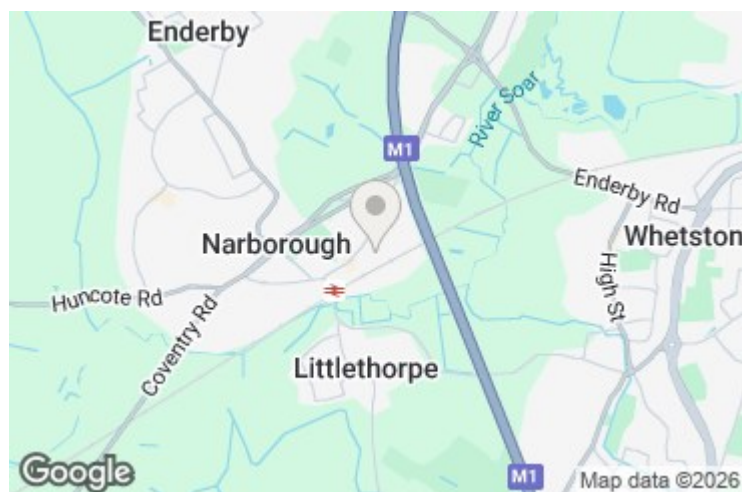 Enderby
River Soar
M1
Enderby Rd
Narborough
Whetston
High St
Huncote Rd
Coventry Rd
Littlethorpe
M1
Google
Map data ©2026